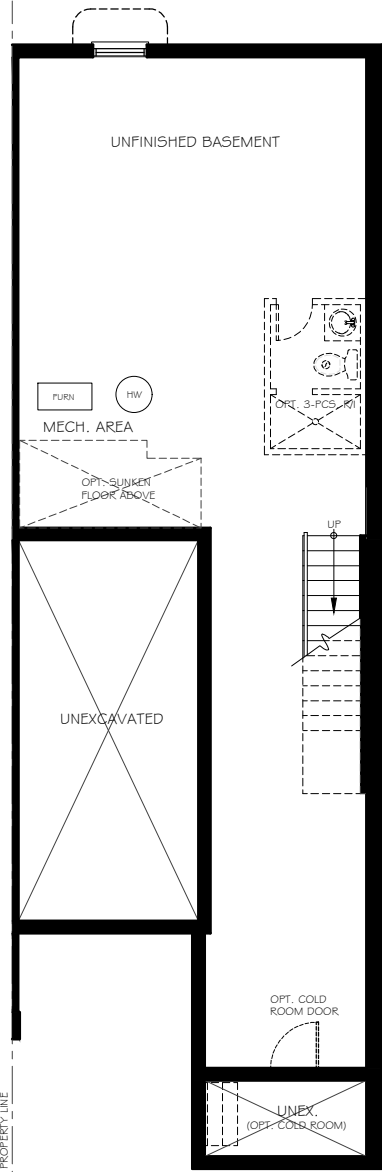 UNFINISHED BASEMENT
FURN
HW
MECH. AREA
OPT. 3-PCS. R/I
OPT. SUNKEN
FLOOR ABOVE
UP
UNEXCAVATED
OPT. COLD
ROOM DOOR
UNEX.
(OPT. COLD ROOM)
PROPERTY LINE